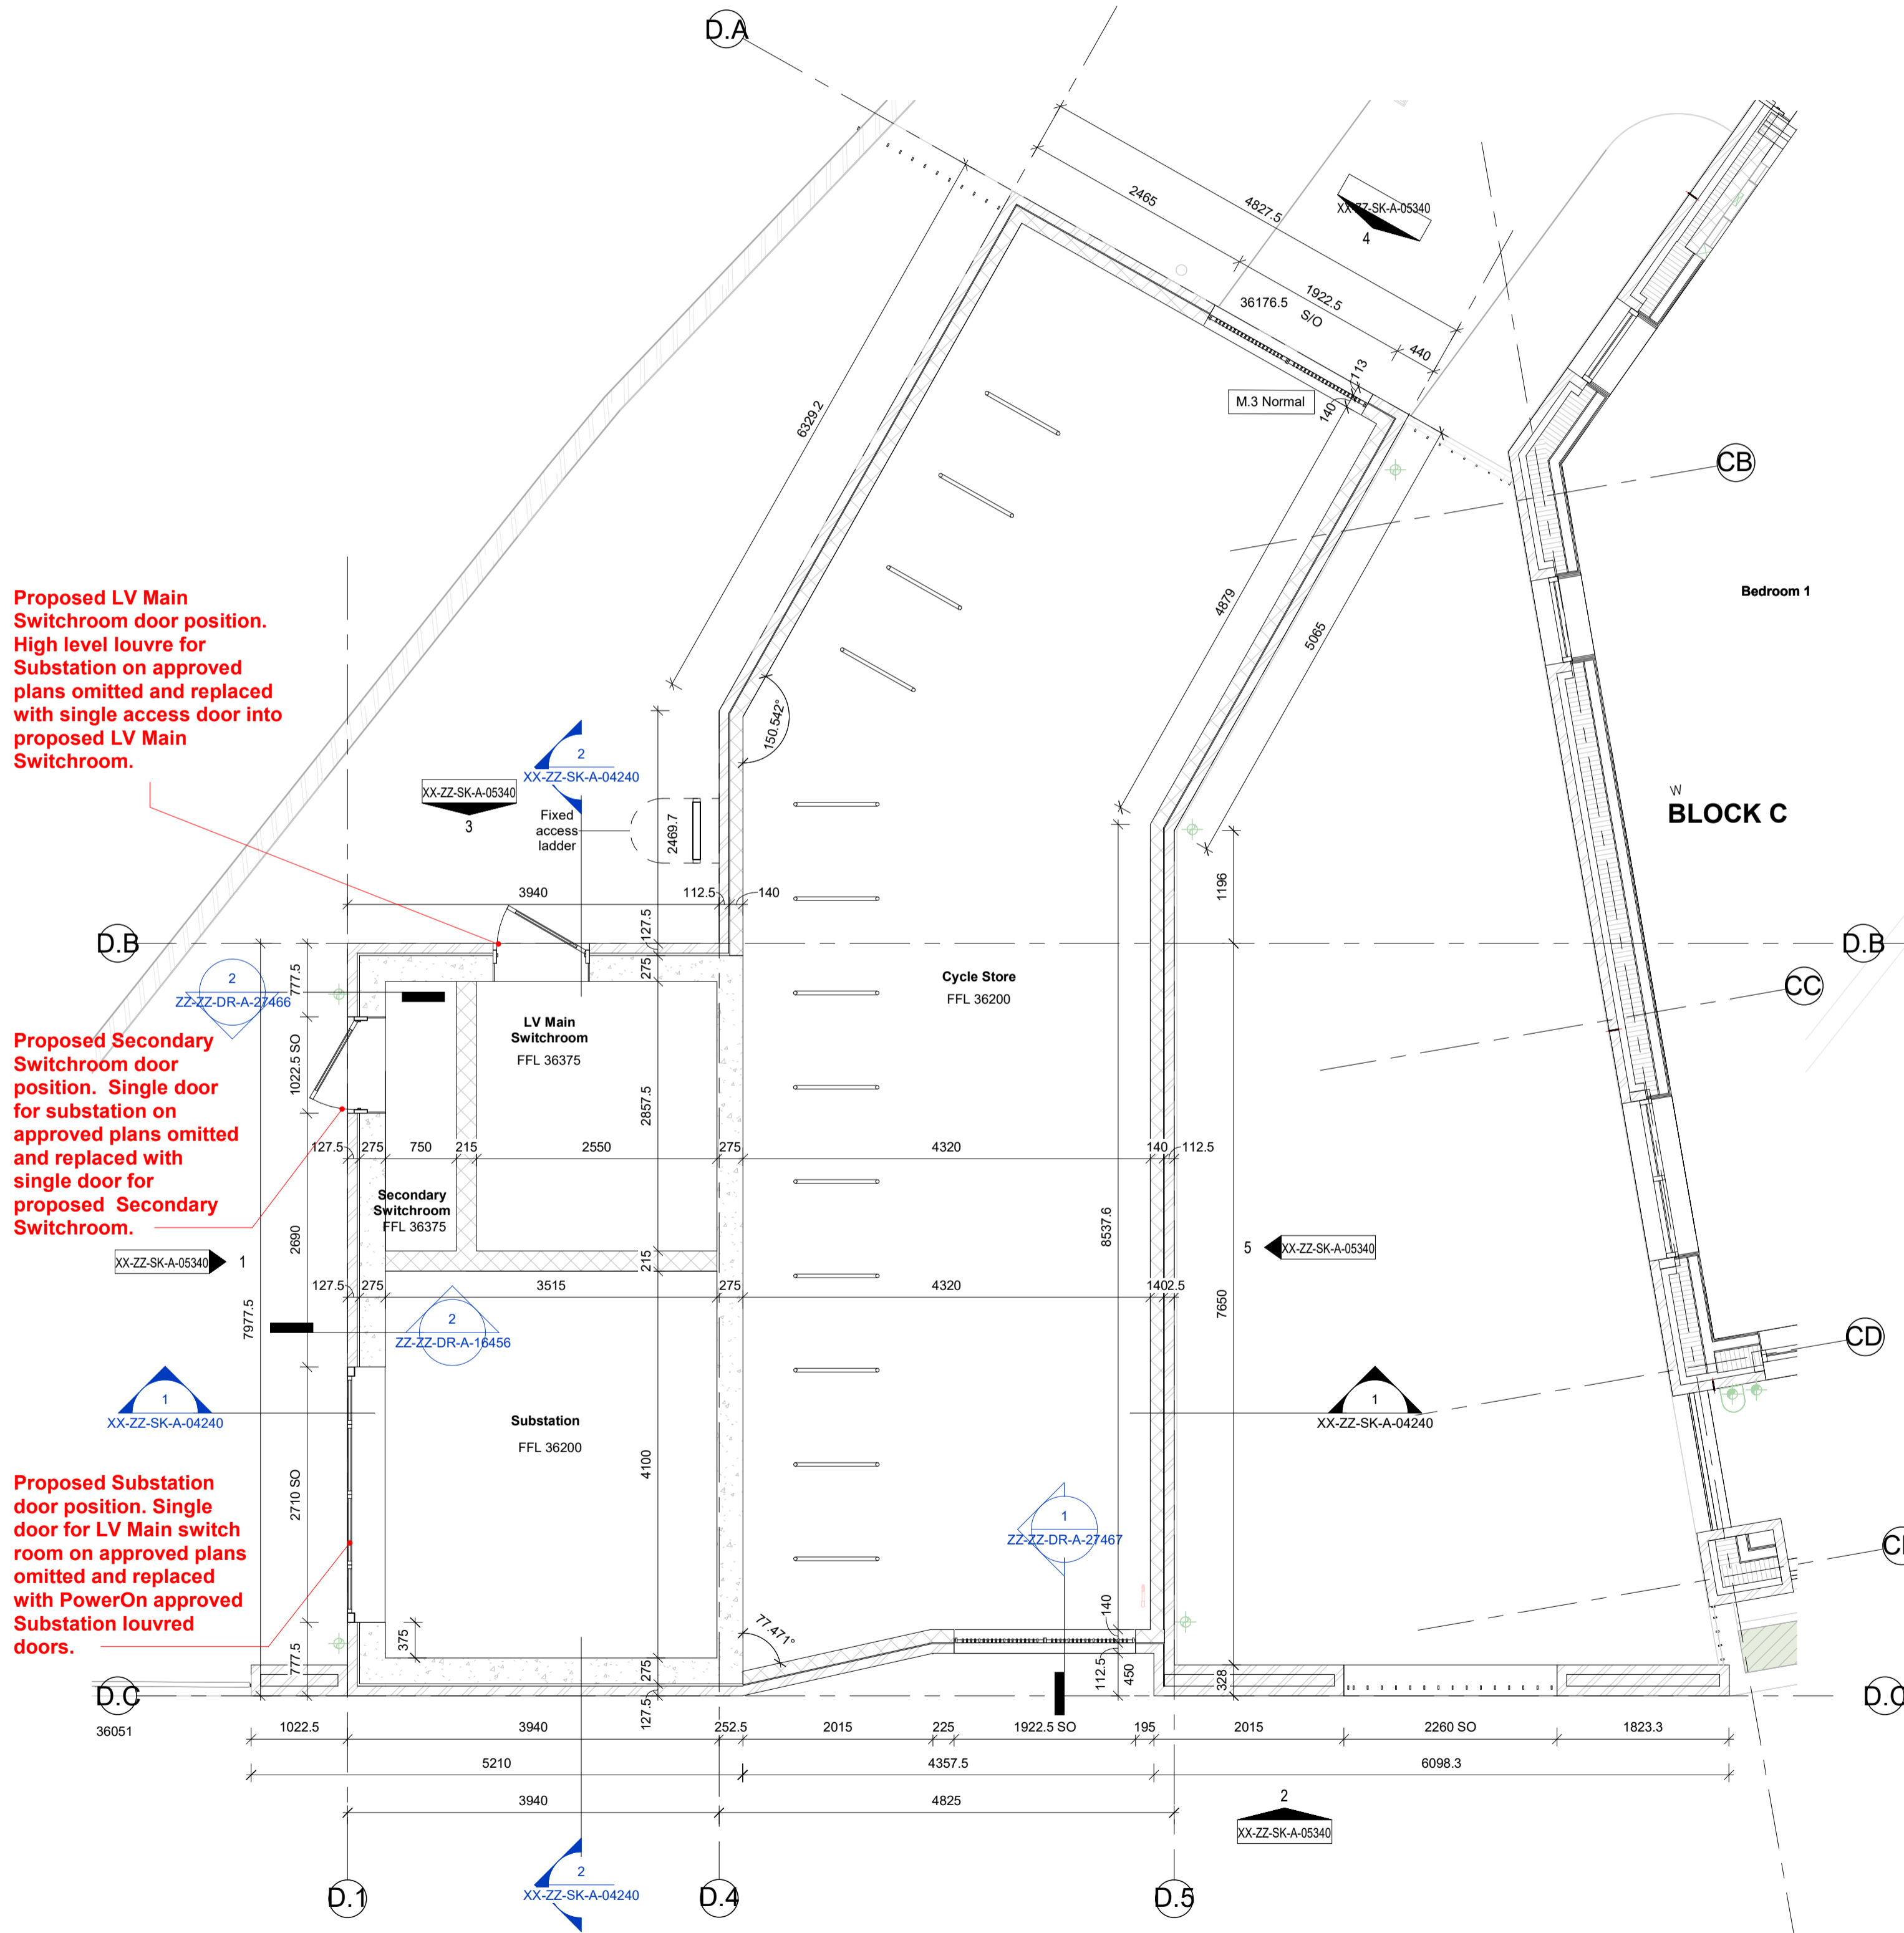 D.A
2465
4827.5
XX-ZZ-SK-A-05340
4
1922.5
36176.5
S/O
440
113
140
M.3 Normal
6329.2
CB
4879
5065
Bedroom 1
Proposed LV Main
Switchroom door position.
High level louvre for
Substation on approved
plans omitted and replaced
with single access door into
proposed LV Main
Switchroom.
150.542°
2
XX-ZZ-SK-A-04240
XX-ZZ-SK-A-05340
3
Fixed
access
ladder
2469.7
W
BLOCK C
1196
3940
112.5
140
127.5
D.B
D.B
777.5
275
2
ZZ-ZZ-DR-A-27466
Cycle Store
FFL 36200
CC
LV Main
Switchroom
FFL 36375
Proposed Secondary
Switchroom door
position. Single door
for substation on
approved plans omitted
and replaced with
single door for
proposed Secondary
Switchroom.
1022.5 SO
2857.5
127.5
275
750
215
2550
275
4320
140
112.5
Secondary
Switchroom
FFL 36375
2690
8537.6
XX-ZZ-SK-A-05340
1
5
XX-ZZ-SK-A-05340
215
127.5
275
3515
275
4320
7977.5
7650
2
ZZ-ZZ-DR-A-16456
CD
1
XX-ZZ-SK-A-04240
1
XX-ZZ-SK-A-04240
Substation
FFL 36200
4100
2710 SO
Proposed Substation
door position. Single
door for LV Main switch
room on approved plans
omitted and replaced
with PowerOn approved
Substation louvred
doors.
1
ZZ-ZZ-DR-A-27467
140
77.471°
375
777.5
275
112.5
450
328
D.C
127.5
36051
1022.5
3940
252.5
2015
225
1922.5 SO
195
2015
2260 SO
1823.3
5210
4357.5
6098.3
3940
4825
2
XX-ZZ-SK-A-05340
2
XX-ZZ-SK-A-04240
D.1
D.4
D.5